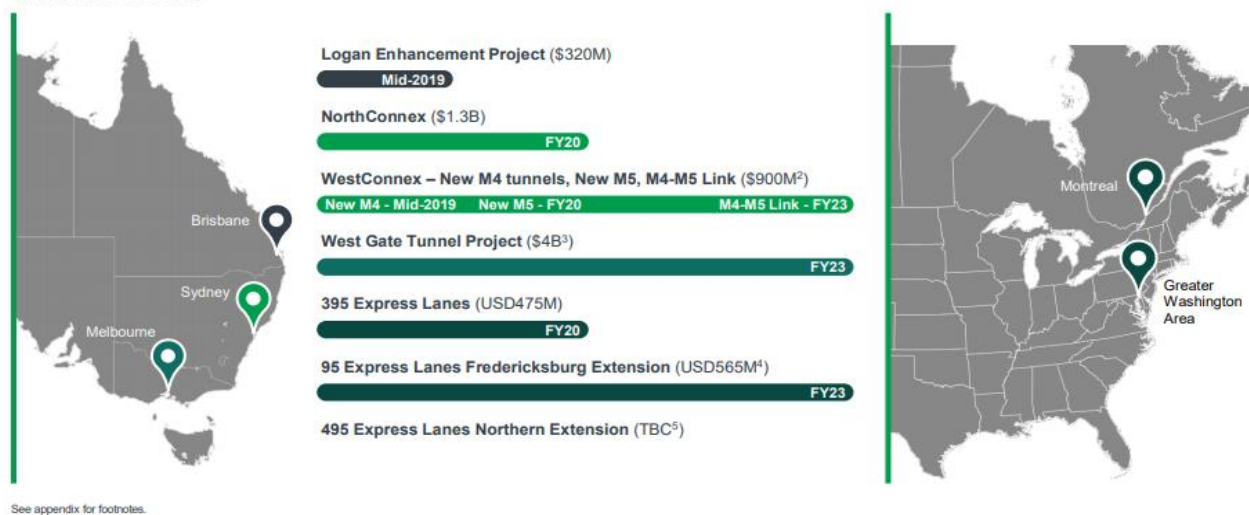 Logan Enhancement Project ($320M)
Mid-2019
NorthConnex ($1.3B)
FY20
WestConnex – New M4 tunnels, New M5, M4-M5 Link ($900M²)
New M4 - Mid-2019 New M5 - FY20 M4-M5 Link - FY23
West Gate Tunnel Project ($4B³)
FY23
395 Express Lanes (USD475M)
FY20
95 Express Lanes Fredericksburg Extension (USD565M⁴)
FY23
495 Express Lanes Northern Extension (TBC⁵)
Brisbane
Sydney
Melbourne
Montreal
Greater
Washington
Area
See appendix for footnotes.